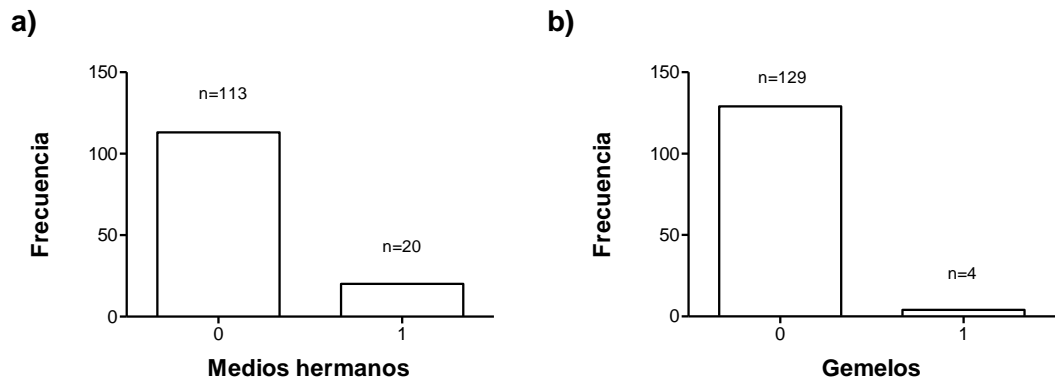 a)
150
100
50
0
Frecuencia
n=113
n=20
0 1
Medios hermanos
b)
150
100
50
0
Frecuencia
n=129
n=4
0 1
Gemelos